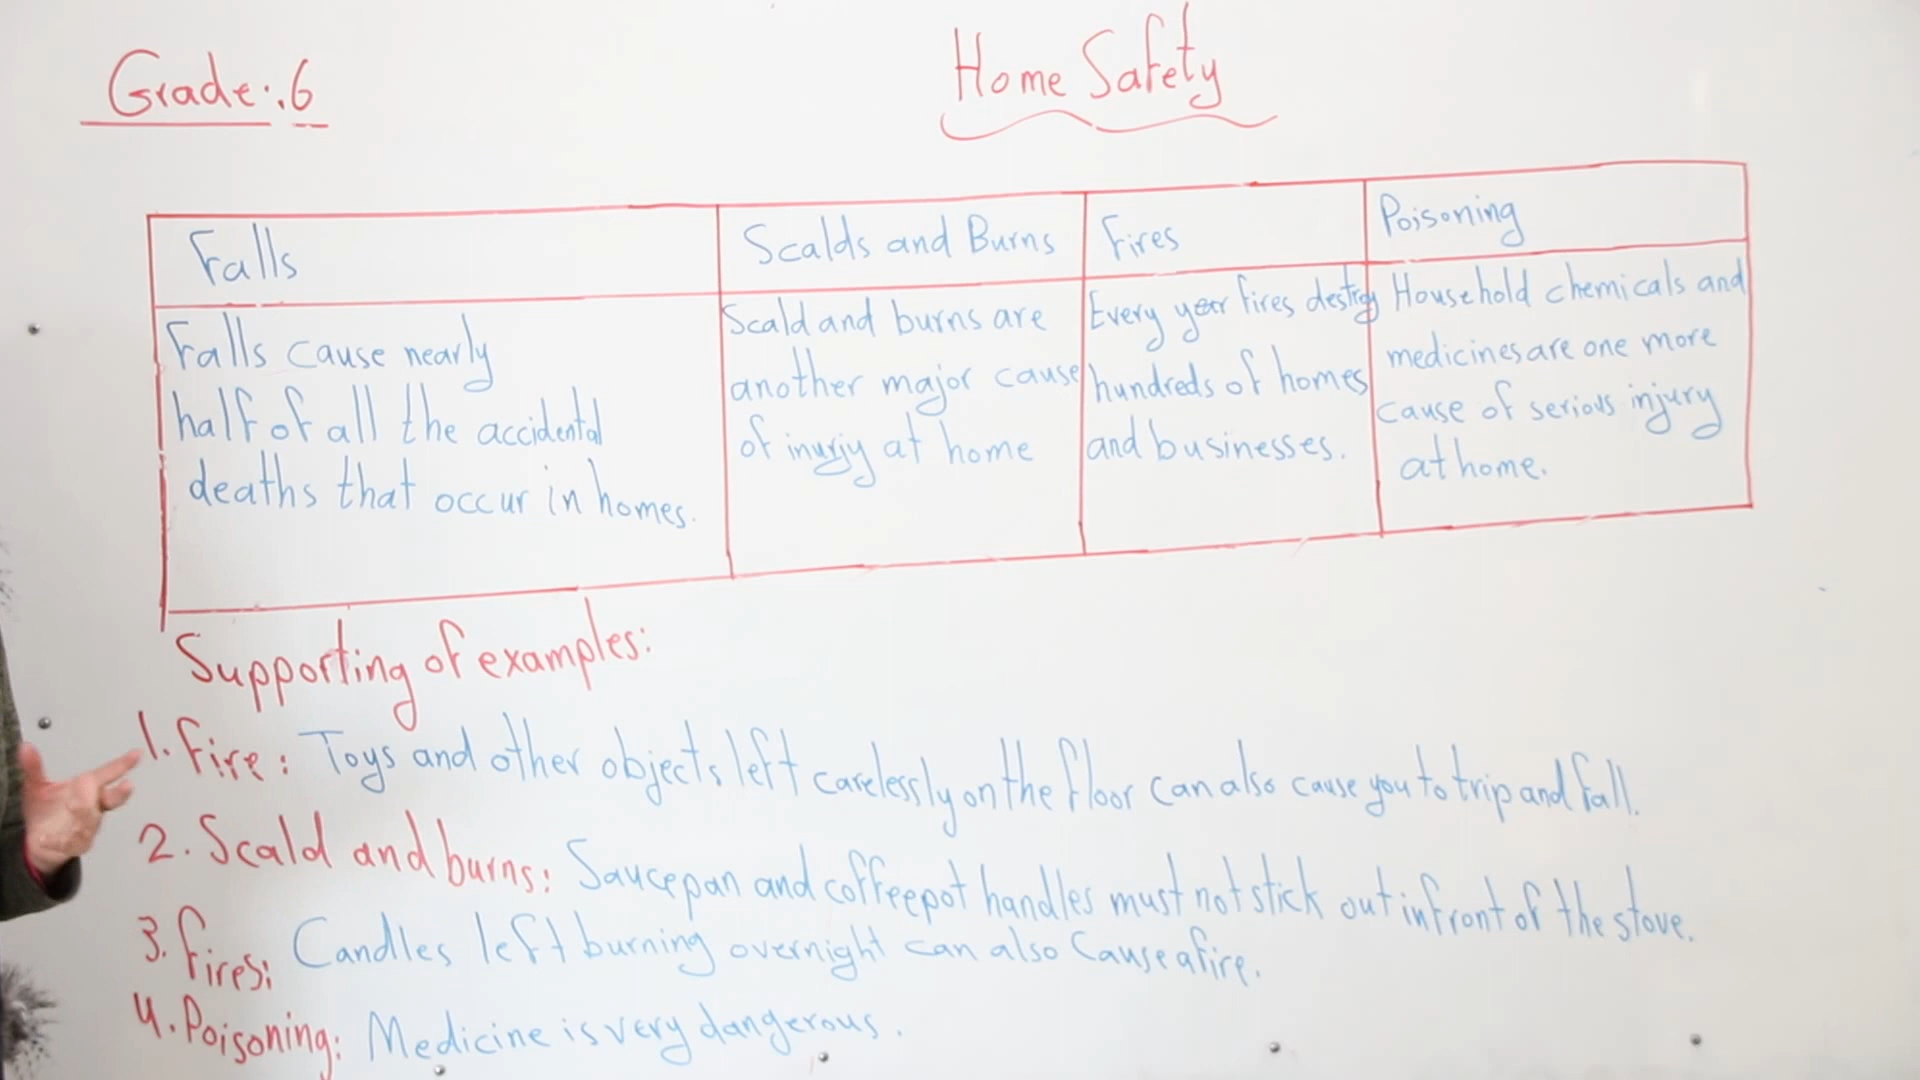 Grade:.6
Home Safety
Falls
Scalds and Burns
Fires
Poisoning
Falls cause nearly
half of all the accidental
deaths that occur in homes.
Scald and burns are
another major cause
of inurjy at home
Every year fires destroy
hundreds of homes
and businesses.
Household chemicals and
medicines are one more
cause of serious injury
at home.
Supporting of examples:
1. Fire: Toys and other objects left carelessly on the floor can also cause you to trip and fall.
2. Scald and burns: Saucepan and coffeepot handles must not stick out in front of the stove.
3. Fires: Candles left burning overnight can also Cause a fire.
4. Poisoning: Medicine is very dangerous.